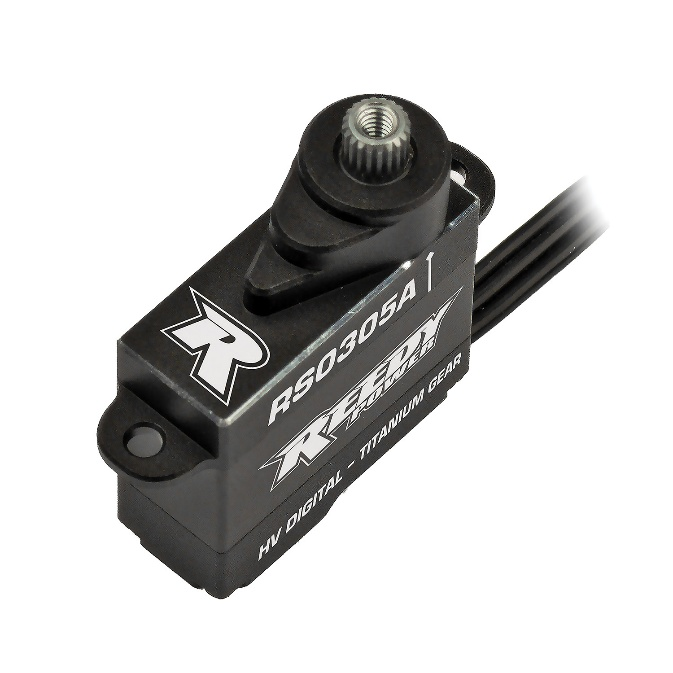 R
RS0305A
REEDY
POWER
HV DIGITAL - TITANIUM GEAR